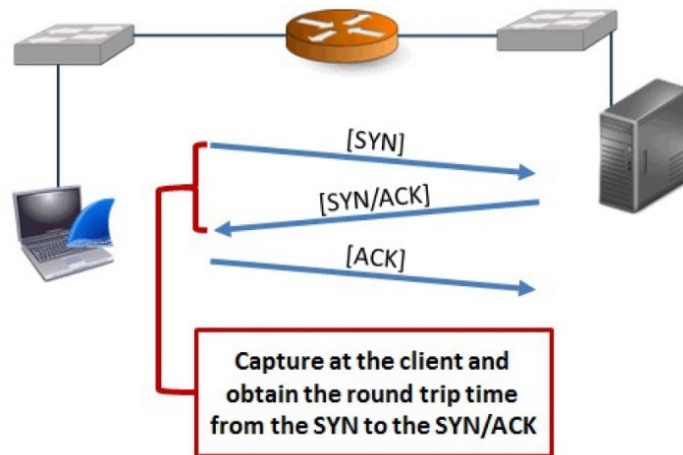 [SYN]
[SYN/ACK]
[ACK]
Capture at the client and
obtain the round trip time
from the SYN to the SYN/ACK